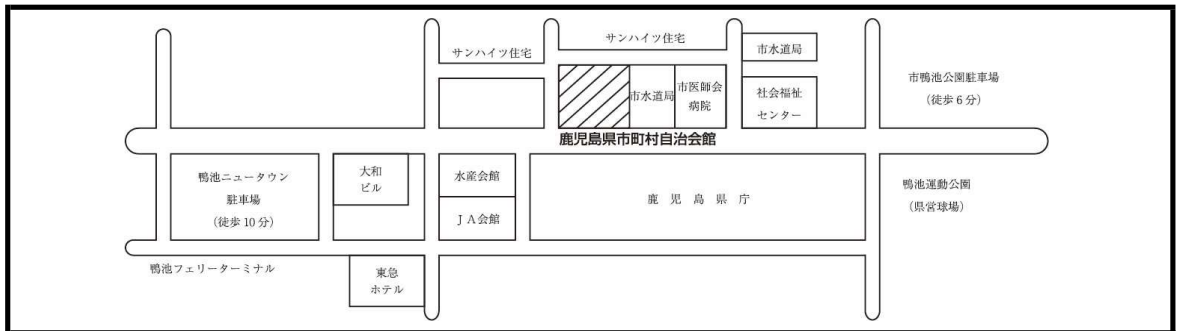 サンハイツ住宅
サンハイツ住宅
市水道局
市水道局
市医師会
病院
社会福祉
センター
市鴨池公園駐車場
(徒歩6分)
鹿児島県市町村自治会館
鴨池ニュータウン
駐車場
(徒歩10分)
大和
ビル
水産会館
JA会館
鹿児島県庁
鴨池運動公園
(県営球場)
鴨池フェリーターミナル
東急
ホテル